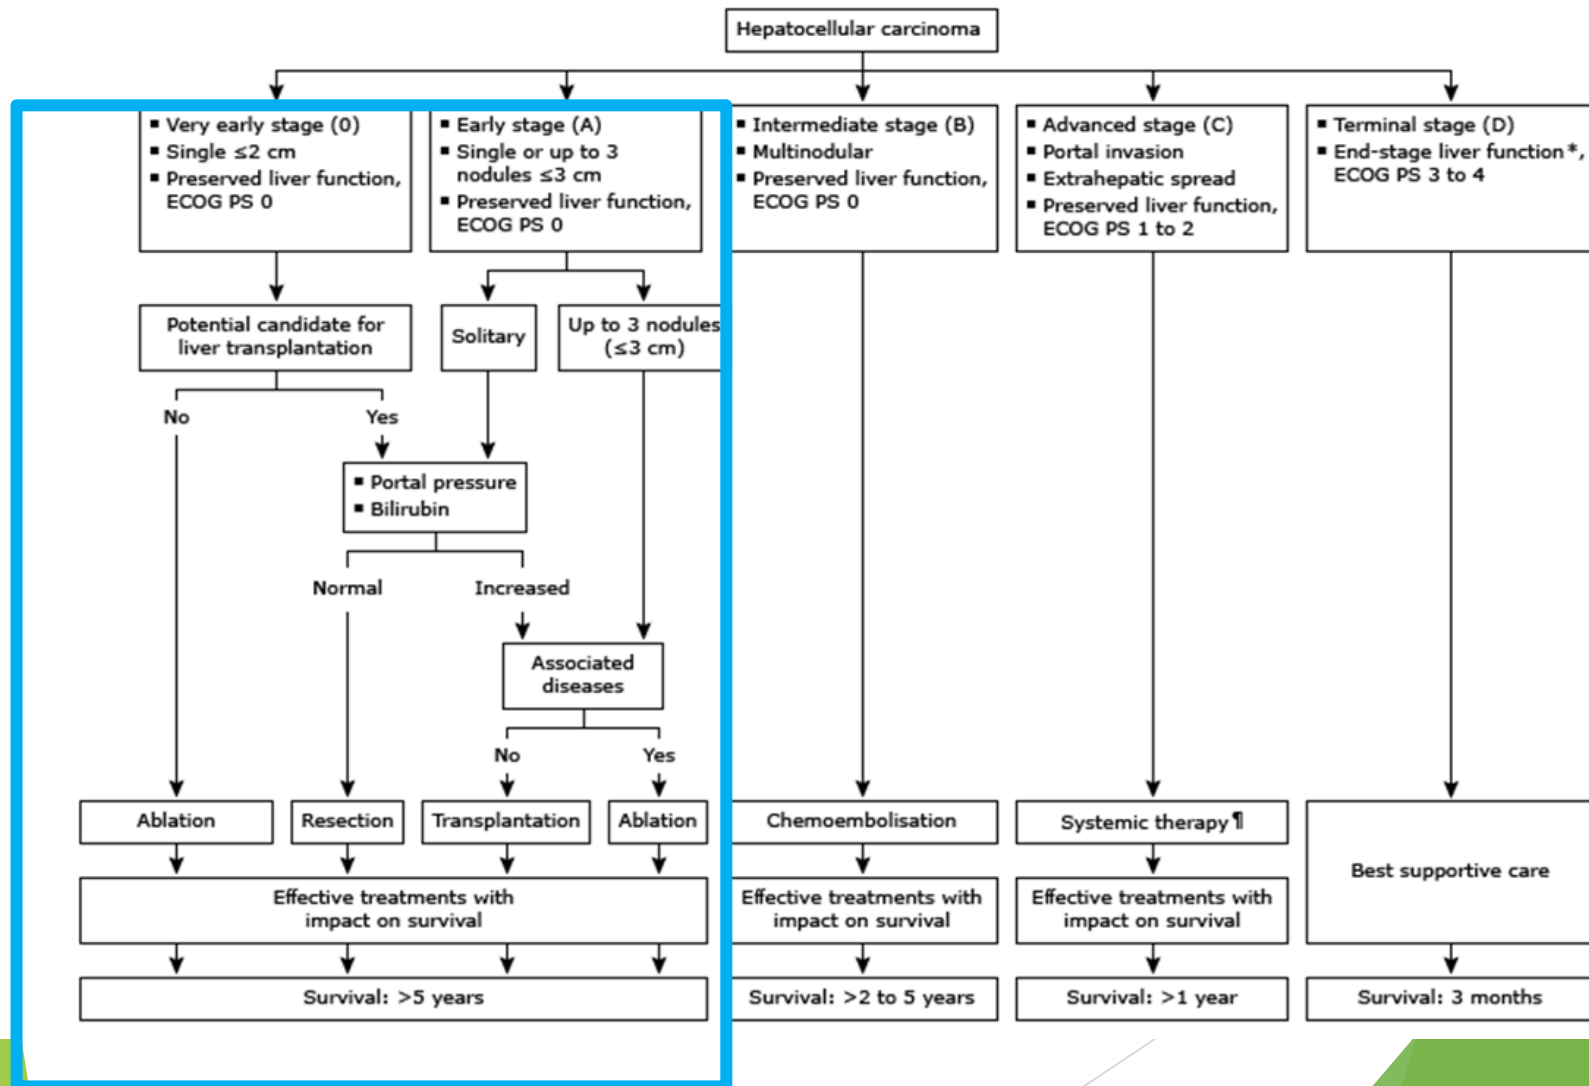 Hepatocellular carcinoma
▪ Very early stage (0)
▪ Single ≤2 cm
▪ Preserved liver function,
ECOG PS 0
▪ Early stage (A)
▪ Single or up to 3
nodules ≤3 cm
▪ Preserved liver function,
ECOG PS 0
▪ Intermediate stage (B)
▪ Multinodular
▪ Preserved liver function,
ECOG PS 0
▪ Advanced stage (C)
▪ Portal invasion
▪ Extrahepatic spread
▪ Preserved liver function,
ECOG PS 1 to 2
▪ Terminal stage (D)
▪ End-stage liver function*,
ECOG PS 3 to 4
Potential candidate for
liver transplantation
Solitary
Up to 3 nodules
(≤3 cm)
No
Yes
▪ Portal pressure
▪ Bilirubin
Normal
Increased
Associated
diseases
No
Yes
Ablation
Resection
Transplantation
Ablation
Chemoembolisation
Systemic therapy¶
Best supportive care
Effective treatments with
impact on survival
Effective treatments with
impact on survival
Effective treatments with
impact on survival
Survival: >5 years
Survival: >2 to 5 years
Survival: >1 year
Survival: 3 months